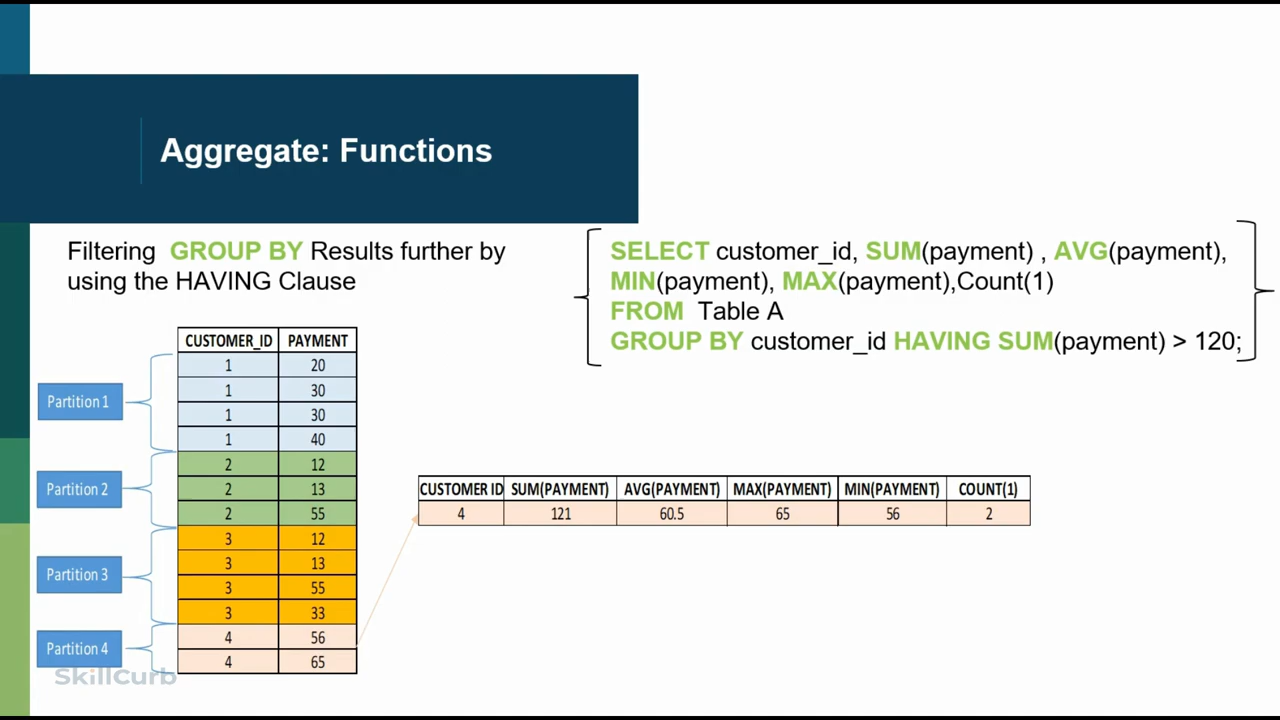 Aggregate: Functions
Filtering GROUP BY Results further by
using the HAVING Clause
SELECT customer_id, SUM(payment) , AVG(payment),
MIN(payment), MAX(payment),Count(1)
FROM Table A
GROUP BY customer_id HAVING SUM(payment) > 120;
CUSTOMER_ID PAYMENT
1 20
1 30
1 30
1 40
2 12
2 13
2 55
3 12
3 13
3 55
3 33
4 56
4 65
Partition 1
Partition 2
Partition 3
Partition 4
CUSTOMER ID SUM(PAYMENT) AVG(PAYMENT) MAX(PAYMENT) MIN(PAYMENT) COUNT(1)
4 121 60.5 65 56 2
SkillCurb